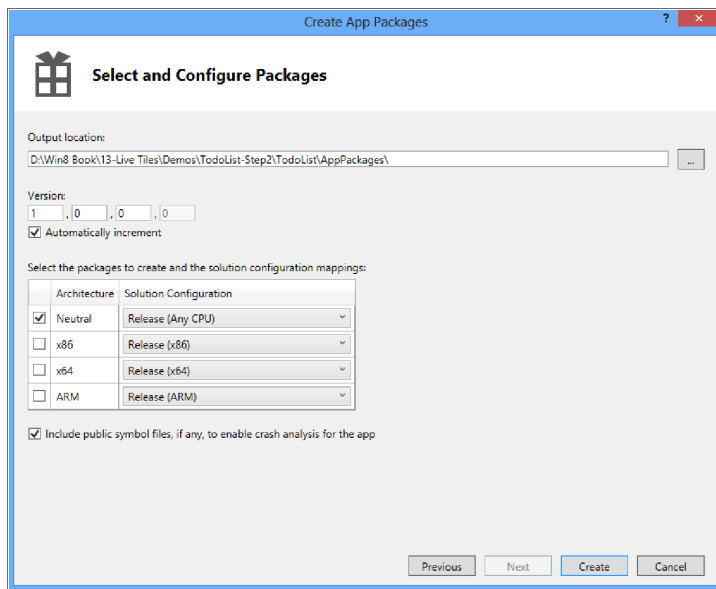 Create App Packages
?
Select and Configure Packages
Output location:
D:\Win8 Book\13-Live Tiles\Demos\TodoList-Step2\TodoList\AppPackages\
...
Version:
1 . 0 . 0 . 0
Automatically increment
Select the packages to create and the solution configuration mappings:
Architecture Solution Configuration
Neutral Release (Any CPU)
x86 Release (x86)
x64 Release (x64)
ARM Release (ARM)
Include public symbol files, if any, to enable crash analysis for the app
Previous Next Create Cancel